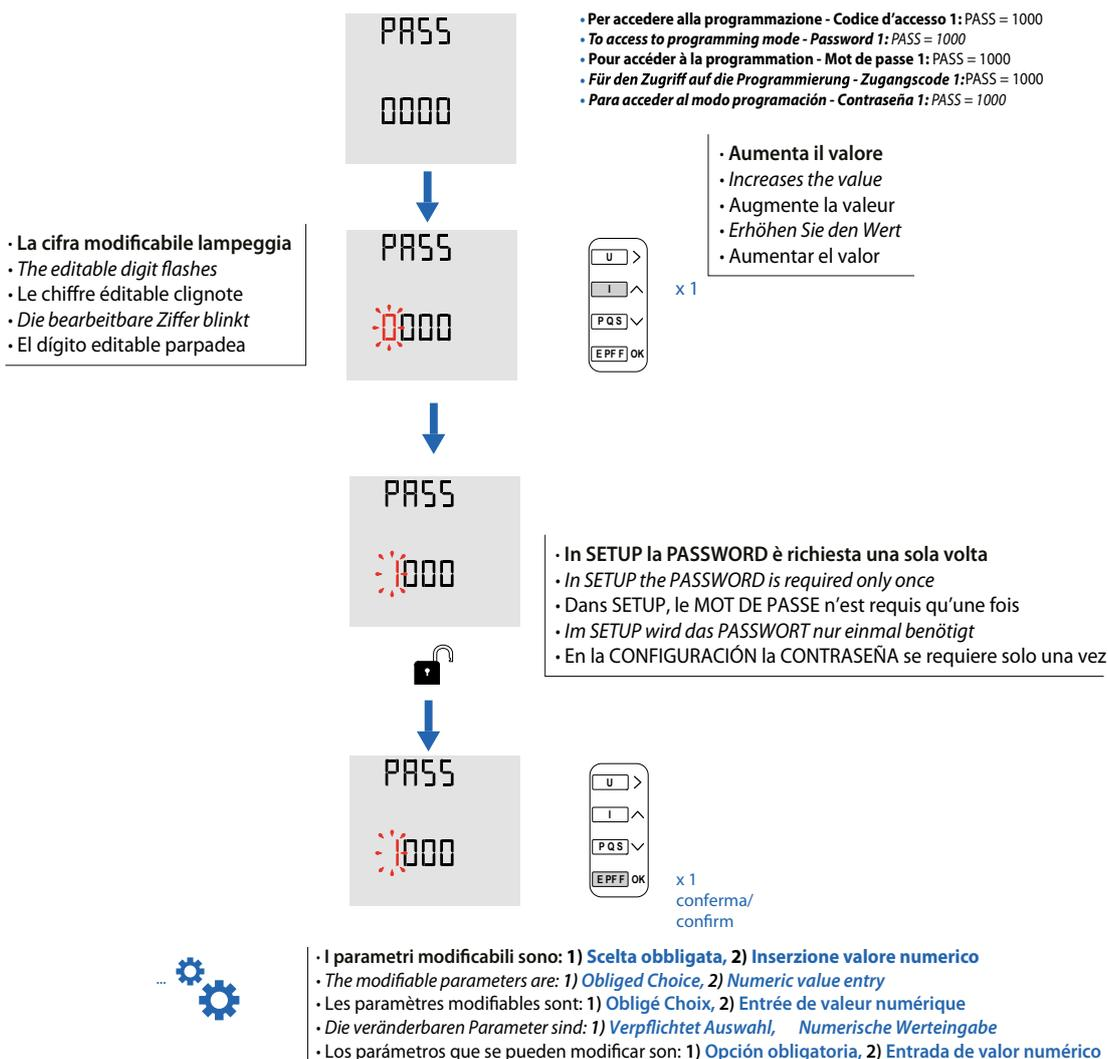 PASS
0000
• Per accedere alla programmazione - Codice d'accesso 1: PASS = 1000
• To access to programming mode - Password 1: PASS = 1000
• Pour accéder à la programmation - Mot de passe 1: PASS = 1000
• Für den Zugriff auf die Programmierung - Zugangscode 1:PASS = 1000
• Para acceder al modo programación - Contraseña 1: PASS = 1000
· Aumenta il valore
· Increases the value
· Augmente la valeur
· Erhöhen Sie den Wert
· Aumentar el valor
· La cifra modificabile lampeggia
· The editable digit flashes
· Le chiffre éditable clignote
· Die bearbeitbare Ziffer blinkt
· El dígito editable parpadea
PASS
0000
U >
I
PQS
E PF F OK
x 1
PASS
1000
· In SETUP la PASSWORD è richiesta una sola volta
· In SETUP the PASSWORD is required only once
· Dans SETUP, le MOT DE PASSE n'est requis qu'une fois
· Im SETUP wird das PASSWORT nur einmal benötigt
· En la CONFIGURACIÓN la CONTRASEÑA se requiere solo una vez
PASS
1000
U >
I
PQS
E PF F OK
x 1
conferma/
confirm
...
· I parametri modificabili sono: 1) Scelta obbligata, 2) Inserzione valore numerico
· The modifiable parameters are: 1) Obliged Choice, 2) Numeric value entry
· Les paramètres modifiables sont: 1) Obligé Choix, 2) Entrée de valeur numérique
· Die veränderbaren Parameter sind: 1) Verpflichtet Auswahl, Numerische Werteingabe
· Los parámetros que se pueden modificar son: 1) Opción obligatoria, 2) Entrada de valor numérico